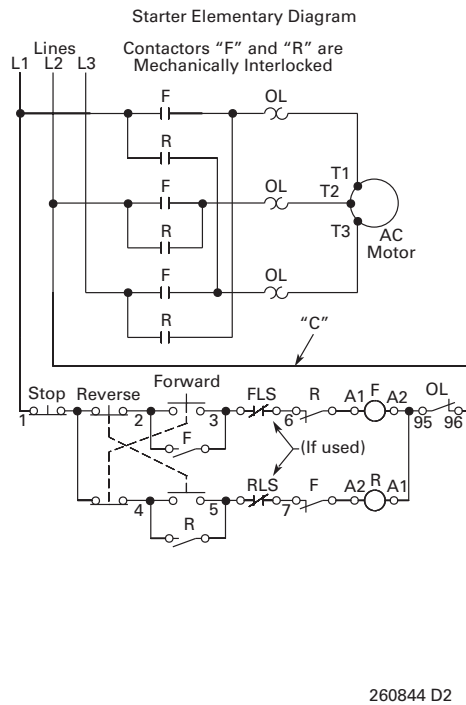 Starter Elementary Diagram
Lines
Contactors “F” and “R” are
Mechanically Interlocked
L1 L2 L3
F OL
R
T1
F OL T2
R T3
AC
Motor
F OL
R
“C”
Stop Reverse Forward FLS R A1 F A2 OL
1 2 3 6 95 96
F (If used)
RLS F A2 R A1
4 5 7
R
260844 D2